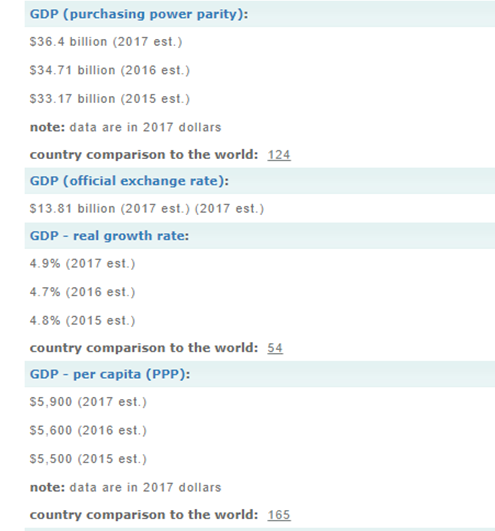 GDP (purchasing power parity):
$36.4 billion (2017 est.)
$34.71 billion (2016 est.)
$33.17 billion (2015 est.)
note: data are in 2017 dollars
country comparison to the world: 124
GDP (official exchange rate):
$13.81 billion (2017 est.) (2017 est.)
GDP - real growth rate:
4.9% (2017 est.)
4.7% (2016 est.)
4.8% (2015 est.)
country comparison to the world: 54
GDP - per capita (PPP):
$5,900 (2017 est.)
$5,600 (2016 est.)
$5,500 (2015 est.)
note: data are in 2017 dollars
country comparison to the world: 165